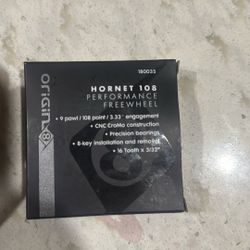 180033
HORNET 108
PERFORMANCE
FREEWHEEL
• 9 pawl / 108 point / 3.33° engagement
• CNC CroMo construction
• Precision bearings
• 8-key installation and removal
• 16 Tooth x 3/32"
origin8